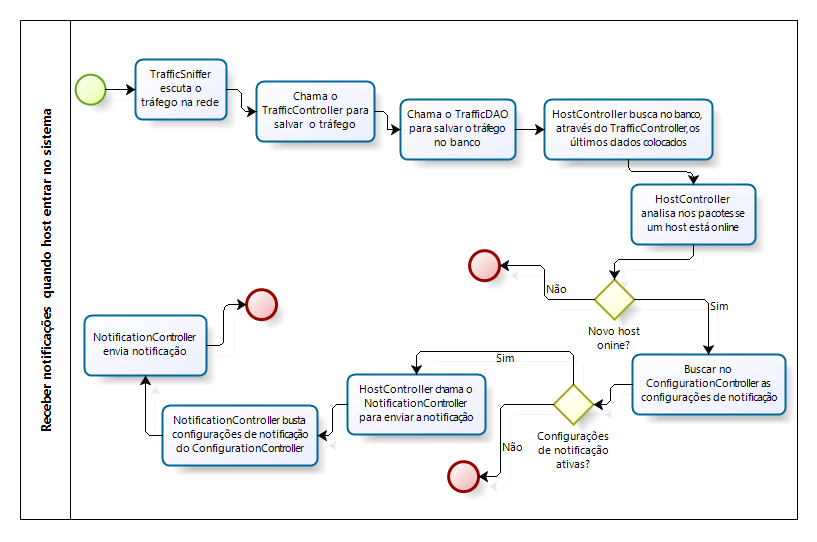 Receber notificações quando host entrar no sistema
TrafficSniffer
escuta o
tráfego na rede
Chama o
TrafficController para
salvar o tráfego
Chama o TrafficDAO
para salvar o tráfego
no banco
HostController busca no banco,
através do TrafficController, os
últimos dados colocados
HostController
analisa nos pacotes se
um host está online
Não
Sim
Novo host
onine?
Buscar no
ConfigurationController as
configurações de notificação
Sim
Não
Configurações
de notificação
ativas?
HostController chama o
NotificationController
para enviar a notificação
NotificationController busta
configurações de notificação
do ConfigurationController
NotificationController
envia notificação